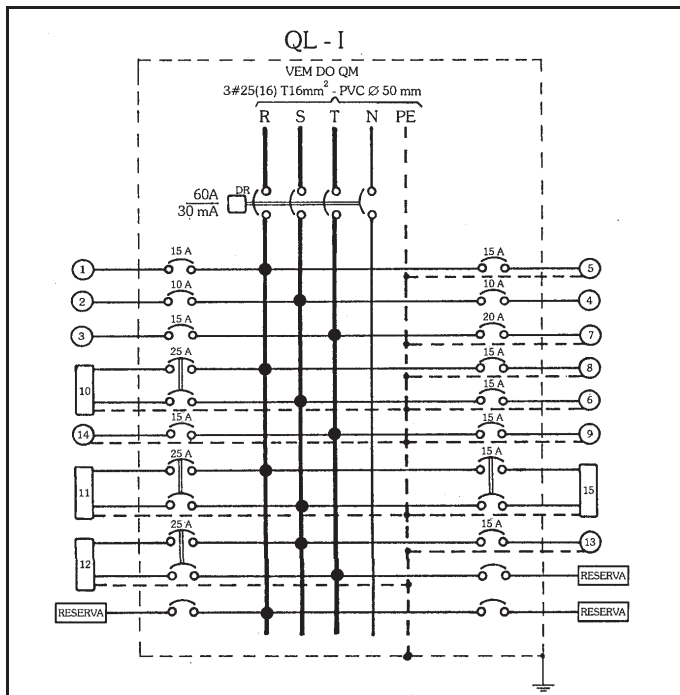 QL - I
VEM DO QM
3#25(16) T16mm² - PVC Ø 50 mm
R S T N PE
DR
60A
30 mA
15 A 15 A
1 5
10 A 10 A
2 4
15 A 20 A
3 7
25 A 15 A
8
10
15 A
6
15 A 15 A
14 9
25 A 15 A
11 15
25 A 15 A
13
12
RESERVA
RESERVA RESERVA